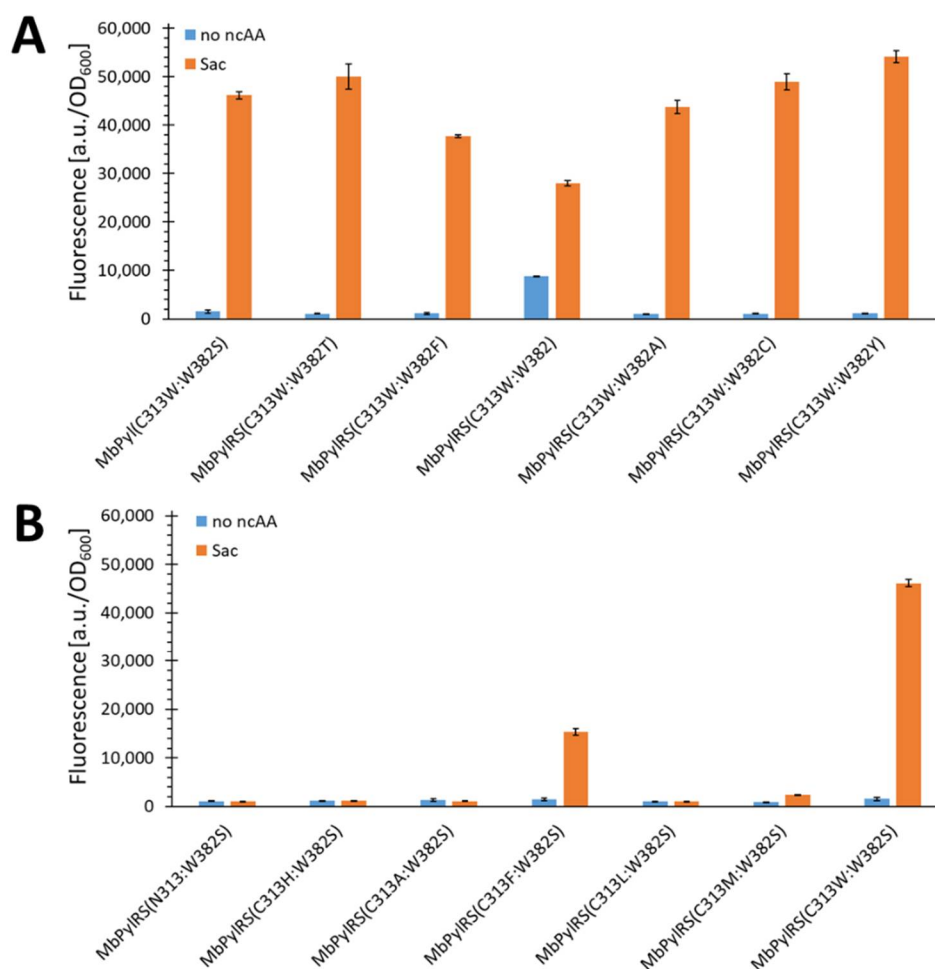 A
no ncAA
Sac
Fluorescence [a.u./OD600]
60,000
50,000
40,000
30,000
20,000
10,000
0
MbPyl(C313W:W382S)
MbPylRS(C313W:W382T)
MbPylRS(C313W:W382F)
MbPylRS(C313W:W382)
MbPylRS(C313W:W382A)
MbPylRS(C313W:W382C)
MbPylRS(C313W:W382Y)
B
no ncAA
Sac
Fluorescence [a.u./OD600]
60,000
50,000
40,000
30,000
20,000
10,000
0
MbPylRS(N313:W382S)
MbPylRS(C313H:W382S)
MbPylRS(C313A:W382S)
MbPylRS(C313F:W382S)
MbPylRS(C313L:W382S)
MbPylRS(C313M:W382S)
MbPylRS(C313W:W382S)